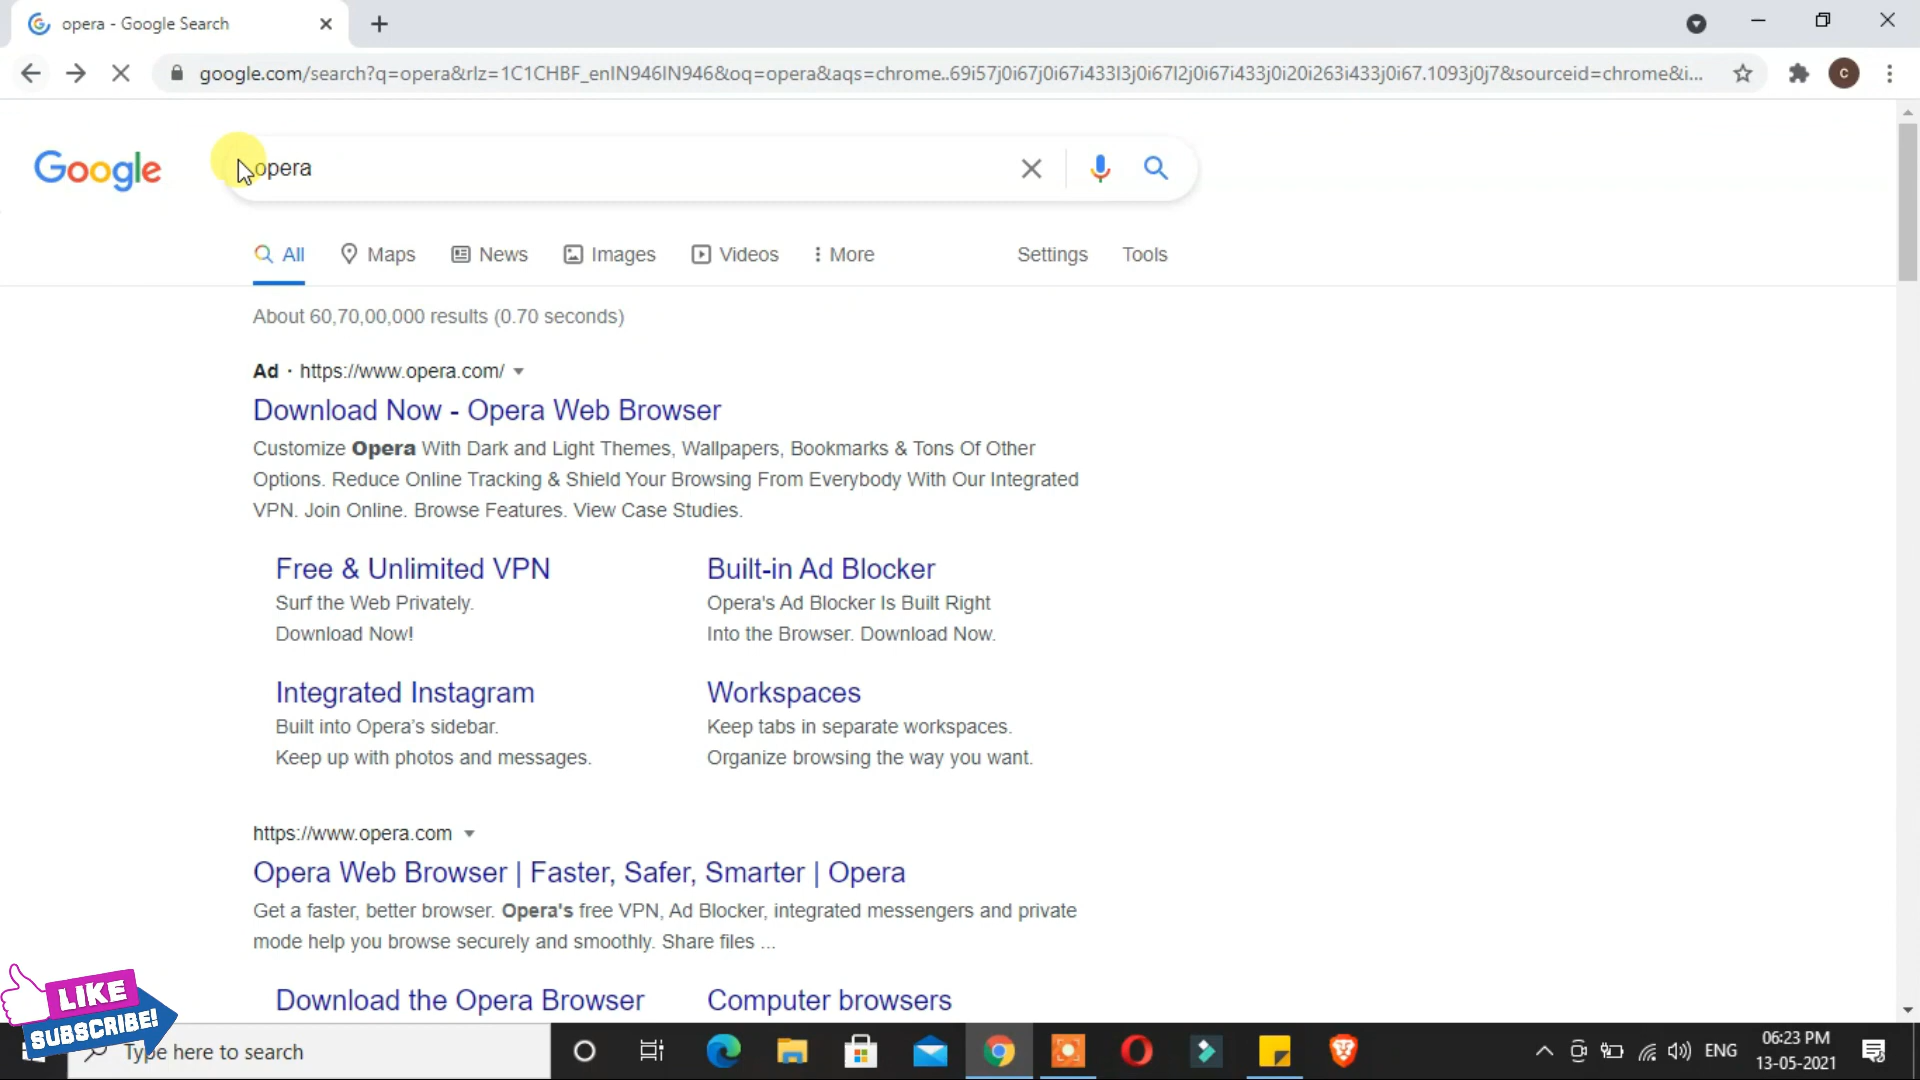 opera - Google Search
google.com/search?q=opera&rlz=1C1CHBF_enIN946IN946&oq=opera&aqs=chrome..69i57j0i67j0i67i433l3j0i67l2j0i67i433j0i20i263i433j0i67.1093j0j7&sourceid=chrome&i...
C
Google
opera
All Maps News Images Videos More Settings Tools
About 60,70,00,000 results (0.70 seconds)
Ad · https://www.opera.com/
Download Now - Opera Web Browser
Customize Opera With Dark and Light Themes, Wallpapers, Bookmarks & Tons Of Other
Options. Reduce Online Tracking & Shield Your Browsing From Everybody With Our Integrated
VPN. Join Online. Browse Features. View Case Studies.
Free & Unlimited VPN
Surf the Web Privately.
Download Now!
Built-in Ad Blocker
Opera's Ad Blocker Is Built Right
Into the Browser. Download Now.
Integrated Instagram
Built into Opera's sidebar.
Keep up with photos and messages.
Workspaces
Keep tabs in separate workspaces.
Organize browsing the way you want.
https://www.opera.com
Opera Web Browser | Faster, Safer, Smarter | Opera
Get a faster, better browser. Opera's free VPN, Ad Blocker, integrated messengers and private
mode help you browse securely and smoothly. Share files ...
Download the Opera Browser
Computer browsers
LIKE
SUBSCRIBE!
Type here to search
ENG
06:23 PM
13-05-2021